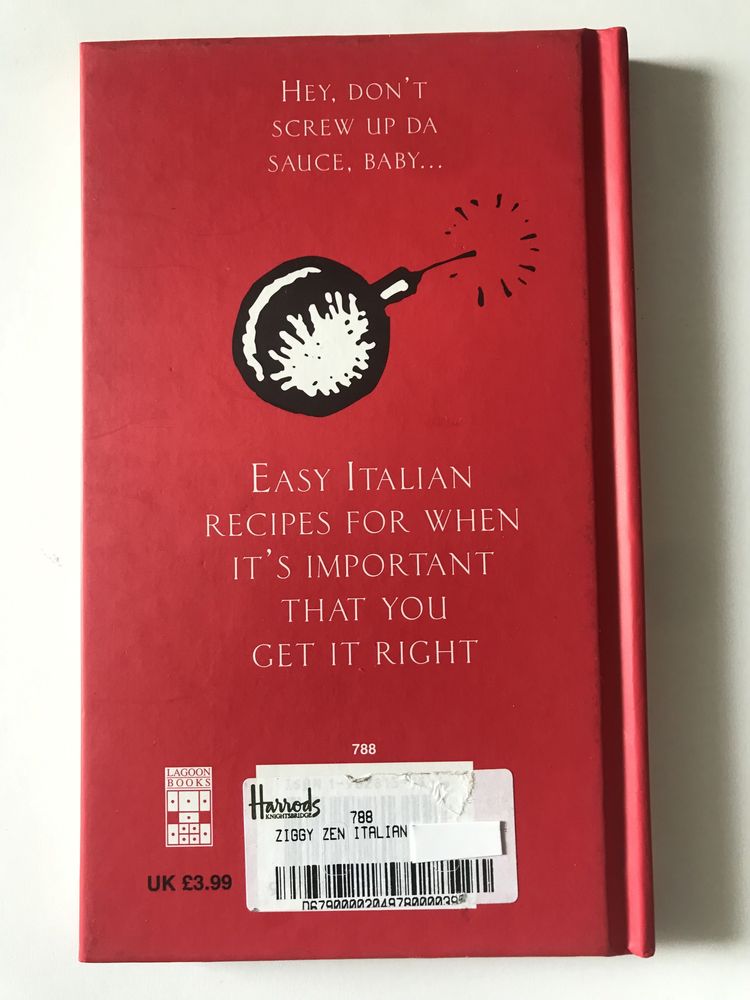 HEY, DON'T
SCREW UP DA
SAUCE, BABY...
EASY ITALIAN
RECIPES FOR WHEN
IT'S IMPORTANT
THAT YOU
GET IT RIGHT
788
LAGOON
BOOKS
ISBN
Harrods
KNIGHTSBRIDGE
788
ZIGGY ZEN ITALIAN
UK £3.99